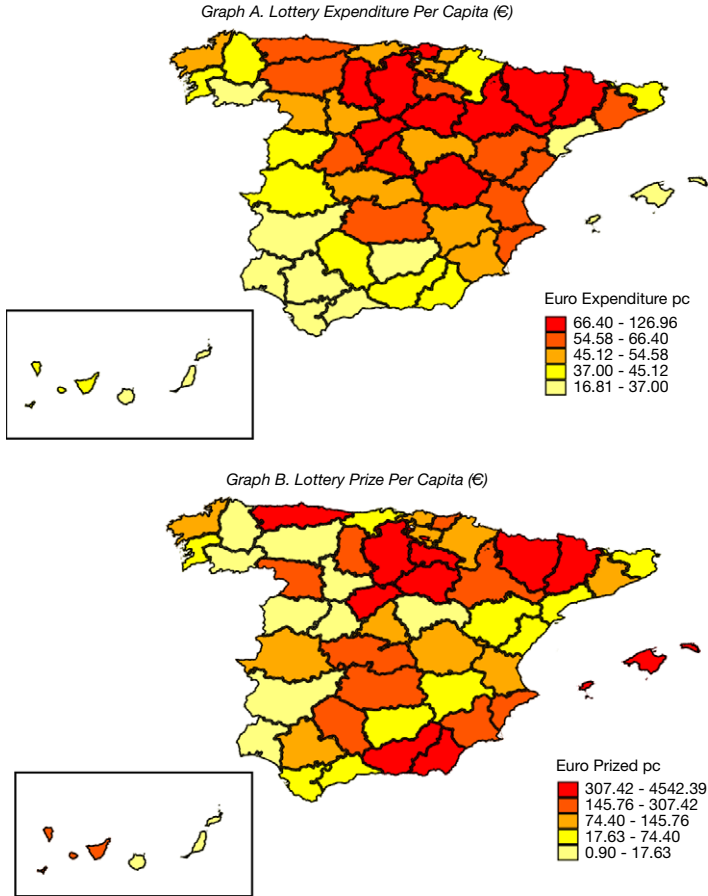 Graph A. Lottery Expenditure Per Capita (€)
Euro Expenditure pc
66.40 - 126.96
54.58 - 66.40
45.12 - 54.58
37.00 - 45.12
16.81 - 37.00
Graph B. Lottery Prize Per Capita (€)
Euro Prized pc
307.42 - 4542.39
145.76 - 307.42
74.40 - 145.76
17.63 - 74.40
0.90 - 17.63